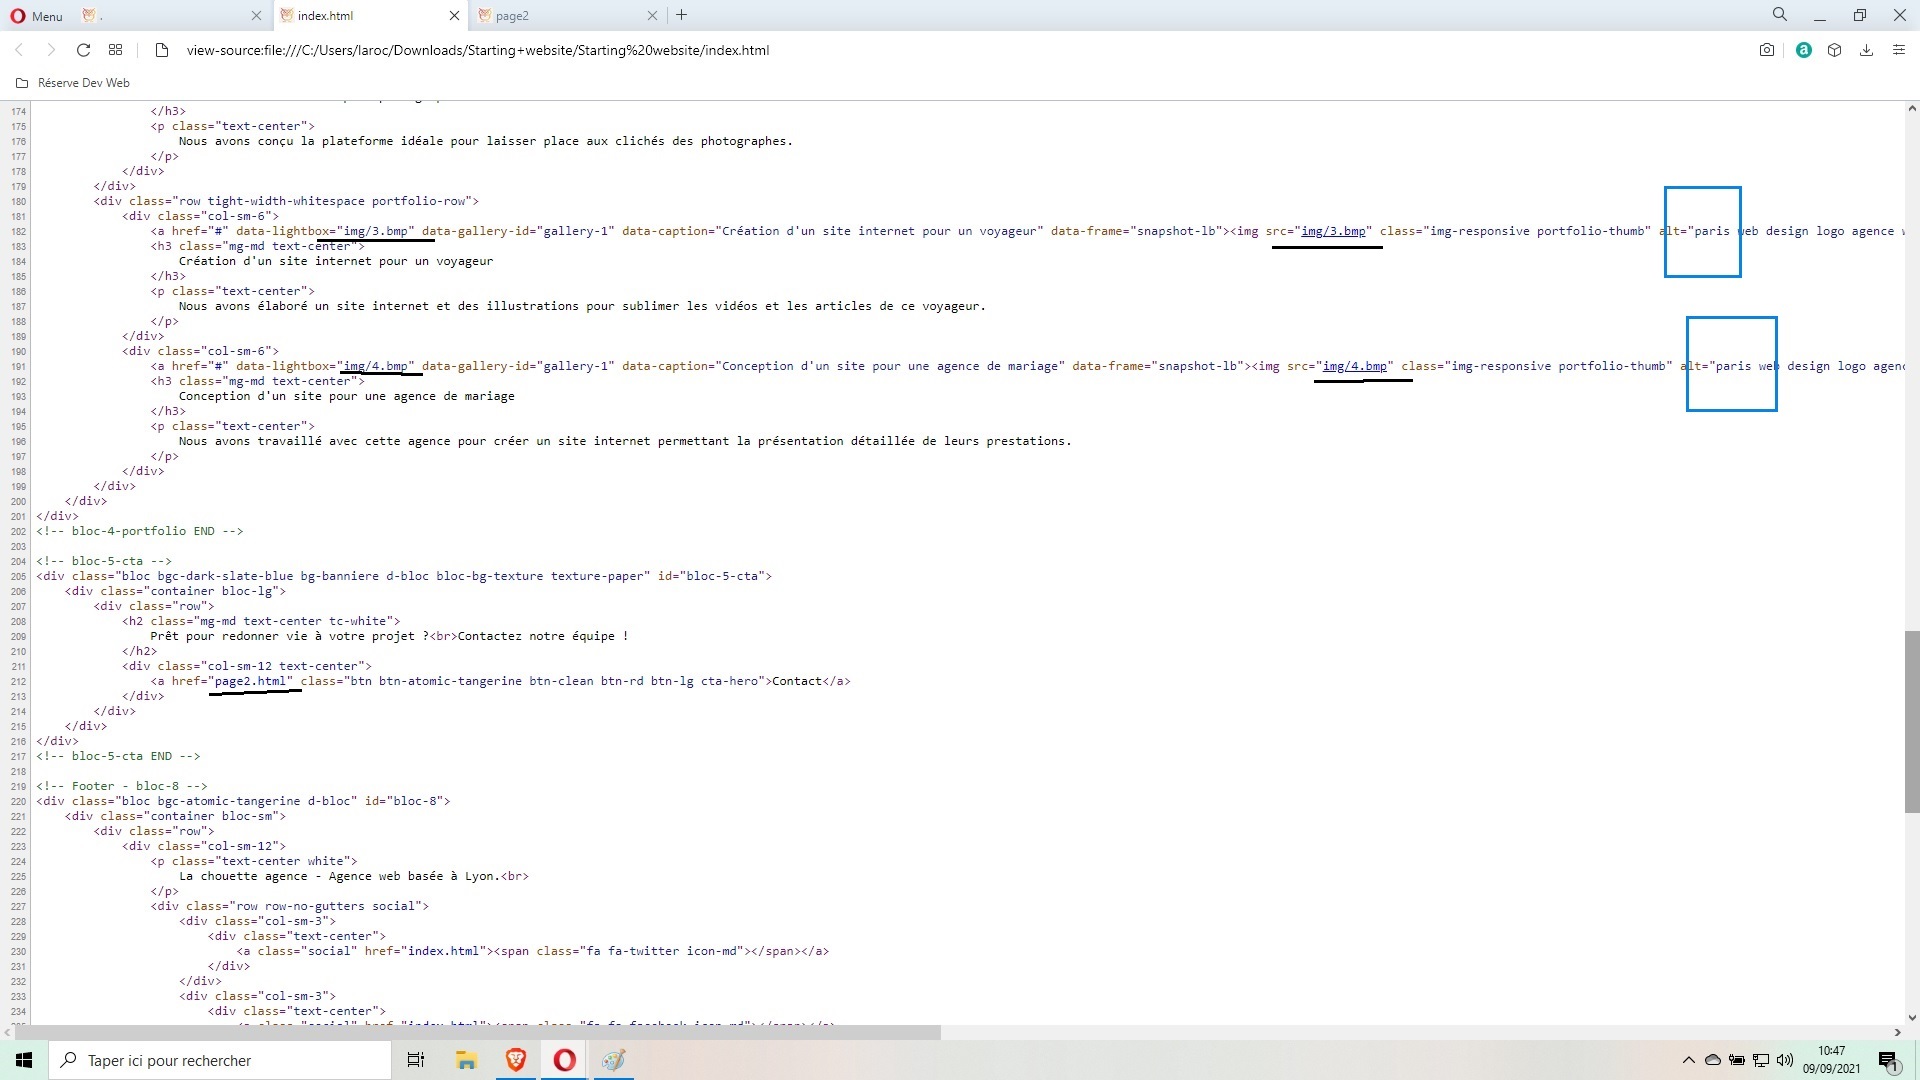 Menu
.
index.html
page2
view-source:file:///C:/Users/laroc/Downloads/Starting+website/Starting%20website/index.html
a
Réserve Dev Web
174 </h3>
175 <p class="text-center">
176 Nous avons conçu la plateforme idéale pour laisser place aux clichés des photographes.
177 </p>
178 </div>
179 </div>
180 <div class="row tight-width-whitespace portfolio-row">
181 <div class="col-sm-6">
182 <a href="#" data-lightbox="img/3.bmp" data-gallery-id="gallery-1" data-caption="Création d'un site internet pour un voyageur" data-frame="snapshot-lb"><img src="img/3.bmp" class="img-responsive portfolio-thumb" alt="paris web design logo agence
183 <h3 class="mg-md text-center">
184 Création d'un site internet pour un voyageur
185 </h3>
186 <p class="text-center">
187 Nous avons élaboré un site internet et des illustrations pour sublimer les vidéos et les articles de ce voyageur.
188 </p>
189 </div>
190 <div class="col-sm-6">
191 <a href="#" data-lightbox="img/4.bmp" data-gallery-id="gallery-1" data-caption="Conception d'un site pour une agence de mariage" data-frame="snapshot-lb"><img src="img/4.bmp" class="img-responsive portfolio-thumb" alt="paris web design logo agenc
192 <h3 class="mg-md text-center">
193 Conception d'un site pour une agence de mariage
194 </h3>
195 <p class="text-center">
196 Nous avons travaillé avec cette agence pour créer un site internet permettant la présentation détaillée de leurs prestations.
197 </p>
198 </div>
199 </div>
200 </div>
201 </div>
202 <!-- bloc-4-portfolio END -->
203
204 <!-- bloc-5-cta -->
205 <div class="bloc bgc-dark-slate-blue bg-banniere d-bloc bloc-bg-texture texture-paper" id="bloc-5-cta">
206 <div class="container bloc-lg">
207 <div class="row">
208 <h2 class="mg-md text-center tc-white">
209 Prêt pour redonner vie à votre projet ?<br>Contactez notre équipe !
210 </h2>
211 <div class="col-sm-12 text-center">
212 <a href="page2.html" class="btn btn-atomic-tangerine btn-clean btn-rd btn-lg cta-hero">Contact</a>
213 </div>
214 </div>
215 </div>
216 </div>
217 <!-- bloc-5-cta END -->
218
219 <!-- Footer - bloc-8 -->
220 <div class="bloc bgc-atomic-tangerine d-bloc" id="bloc-8">
221 <div class="container bloc-sm">
222 <div class="row">
223 <div class="col-sm-12">
224 <p class="text-center white">
225 La chouette agence - Agence web basée à Lyon.<br>
226 </p>
227 <div class="row row-no-gutters social">
228 <div class="col-sm-3">
229 <div class="text-center">
230 <a class="social" href="index.html"><span class="fa fa-twitter icon-md"></span></a>
231 </div>
232 </div>
233 <div class="col-sm-3">
234 <div class="text-center">
Taper ici pour rechercher
10:47
09/09/2021
1